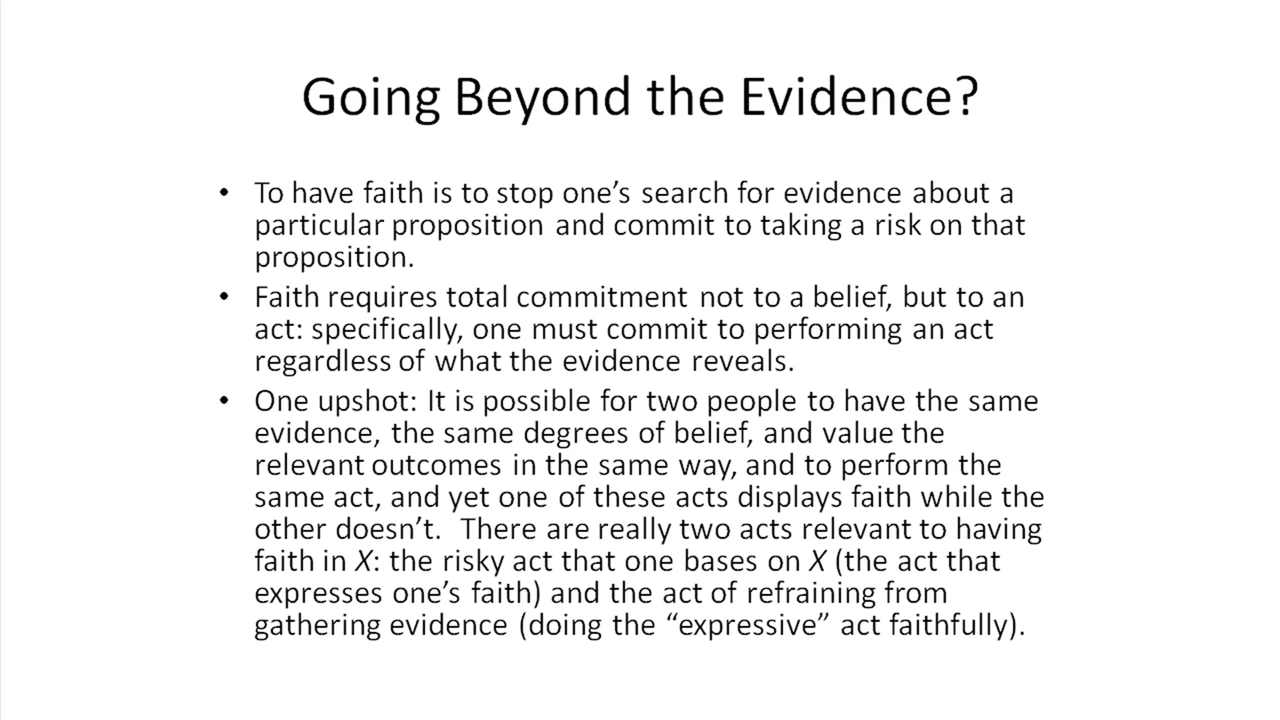 Going Beyond the Evidence?
• To have faith is to stop one’s search for evidence about a
particular proposition and commit to taking a risk on that
proposition.
• Faith requires total commitment not to a belief, but to an
act: specifically, one must commit to performing an act
regardless of what the evidence reveals.
• One upshot: It is possible for two people to have the same
evidence, the same degrees of belief, and value the
relevant outcomes in the same way, and to perform the
same act, and yet one of these acts displays faith while the
other doesn’t.  There are really two acts relevant to having
faith in X: the risky act that one bases on X (the act that
expresses one’s faith) and the act of refraining from
gathering evidence (doing the “expressive” act faithfully).